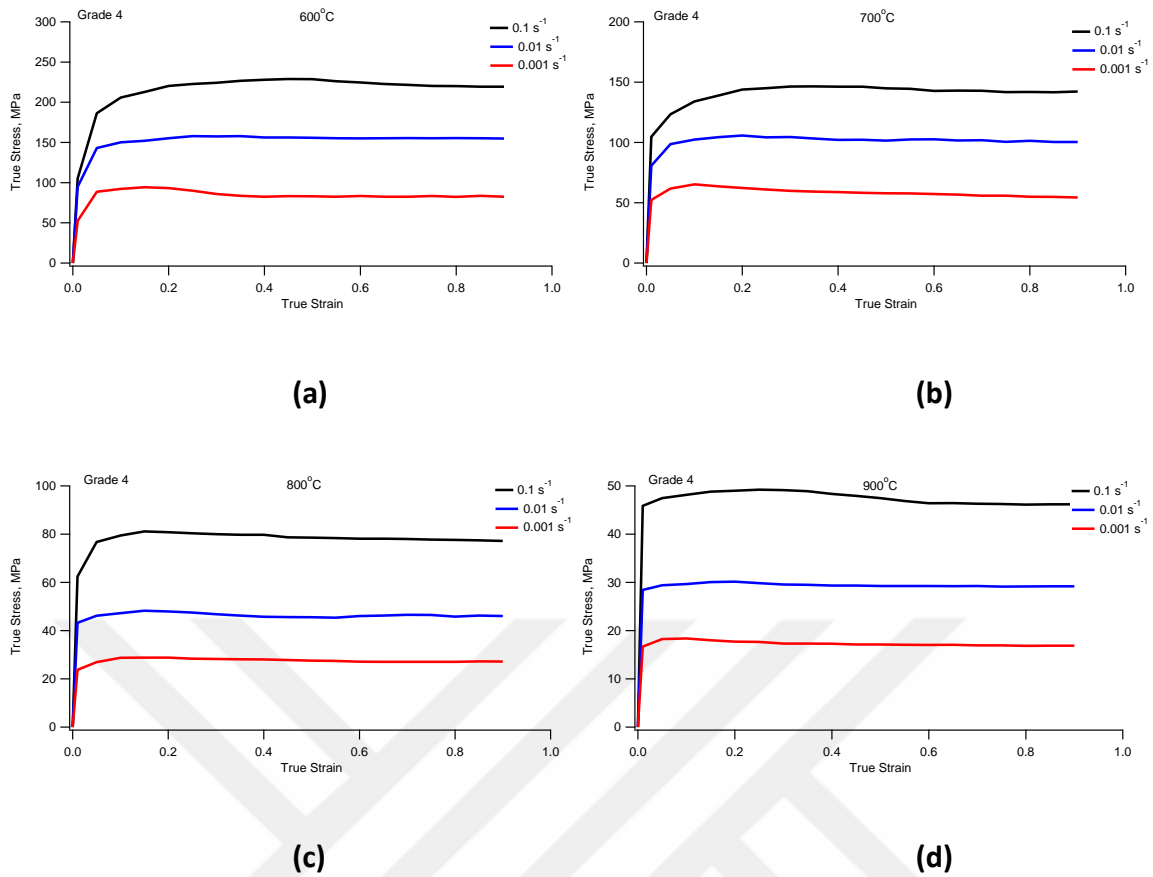 Grade 4
600°C
0.1 s⁻¹
0.01 s⁻¹
0.001 s⁻¹
300
250
200
150
100
50
0
True Stress, MPa
0.0 0.2 0.4 0.6 0.8 1.0
True Strain
(a)
Grade 4
700°C
0.1 s⁻¹
0.01 s⁻¹
0.001 s⁻¹
200
150
100
50
0
True Stress, MPa
0.0 0.2 0.4 0.6 0.8 1.0
True Strain
(b)
Grade 4
800°C
0.1 s⁻¹
0.01 s⁻¹
0.001 s⁻¹
100
80
60
40
20
0
True Stress, MPa
0.0 0.2 0.4 0.6 0.8 1.0
True Strain
(c)
Grade 4
900°C
0.1 s⁻¹
0.01 s⁻¹
0.001 s⁻¹
50
40
30
20
10
0
True Stress, MPa
0.0 0.2 0.4 0.6 0.8 1.0
True Strain
(d)